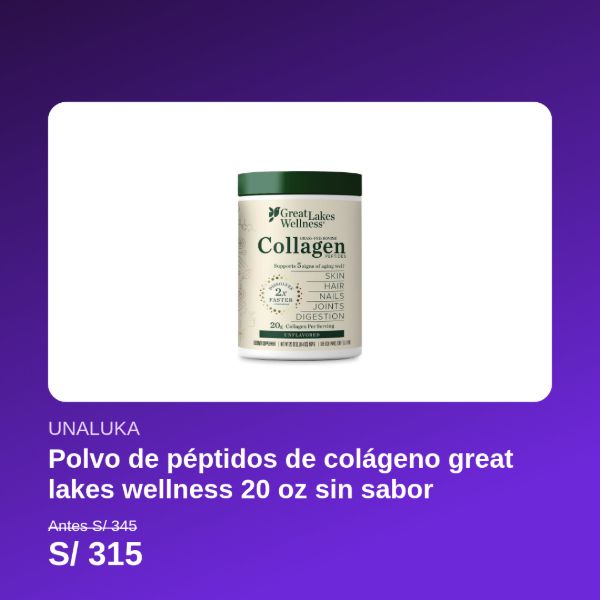 Great Lakes
Wellness
GRASS-FED BOVINE
Collagen
PEPTIDES
Supports 5 signs of aging well
SKIN
HAIR
DISSOLVES
2x
FASTER
NAILS
JOINTS
DIGESTION
20g Collagen Per Serving
UNFLAVORED
UNALUKA
Polvo de péptidos de colágeno great
lakes wellness 20 oz sin sabor
Antes S/ 345
S/ 315